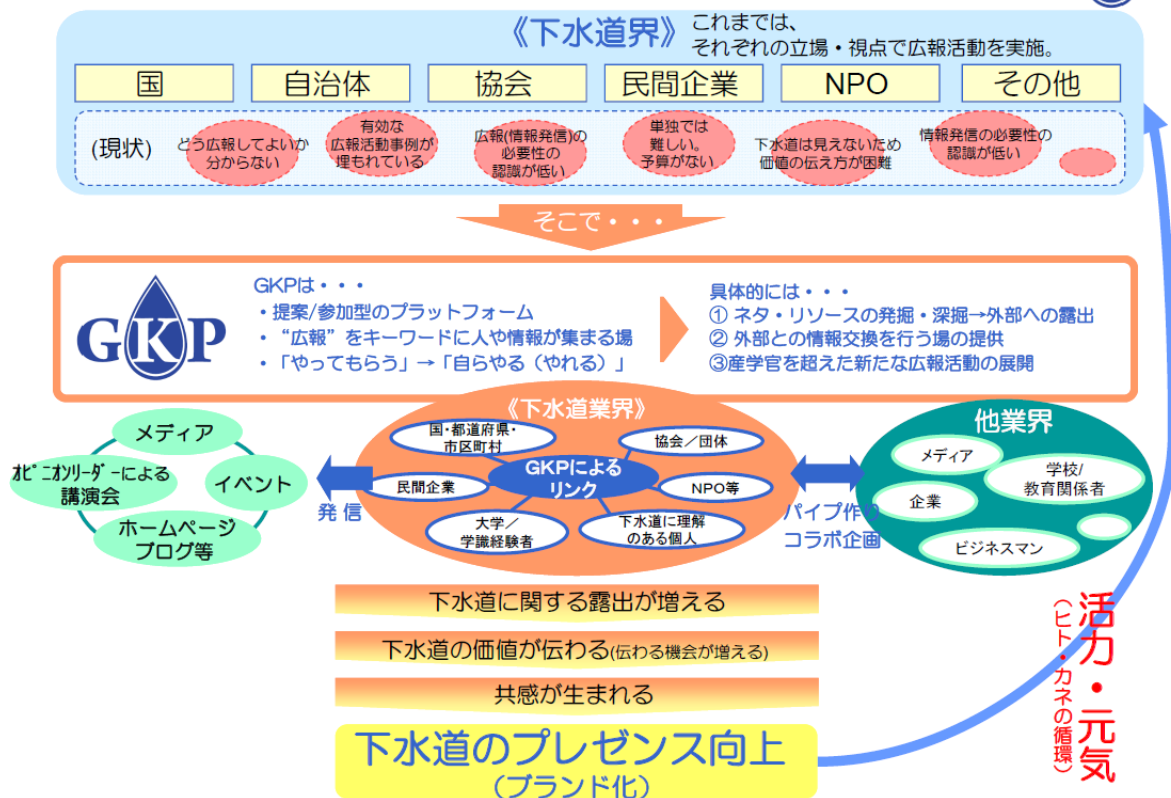 《下水道界》
これまでは、
それぞれの立場・視点で広報活動を実施。
国
自治体
協会
民間企業
NPO
その他
(現状)
どう広報してよいか
分からない
有効な
広報活動事例が
埋もれている
広報(情報発信)の
必要性の
認識が低い
単独では
難しい。
予算がない
下水道は見えないため
価値の伝え方が困難
情報発信の必要性の
認識が低い
そこで・・・
GKP
GKPは・・・
・提案/参加型のプラットフォーム
・“広報”をキーワードに人や情報が集まる場
・「やってもらう」→「自らやる（やれる）」
具体的には・・・
① ネタ・リソースの発掘・深掘→外部への露出
② 外部との情報交換を行う場の提供
③産学官を超えた新たな広報活動の展開
メディア
ｵﾋﾟﾆｵﾝﾘｰﾀﾞｰによる
講演会
イベント
ホームページ
ブログ等
発 信
《下水道業界》
国・都道府県・
市区町村
協会／団体
GKPによる
リンク
民間企業
NPO等
大学／
学識経験者
下水道に理解
のある個人
パイプ作り
コラボ企画
他業界
メディア
学校/
教育関係者
企業
ビジネスマン
下水道に関する露出が増える
下水道の価値が伝わる(伝わる機会が増える)
共感が生まれる
下水道のプレゼンス向上
（ブランド化）
活力・元気
（ヒト・カネの循環）